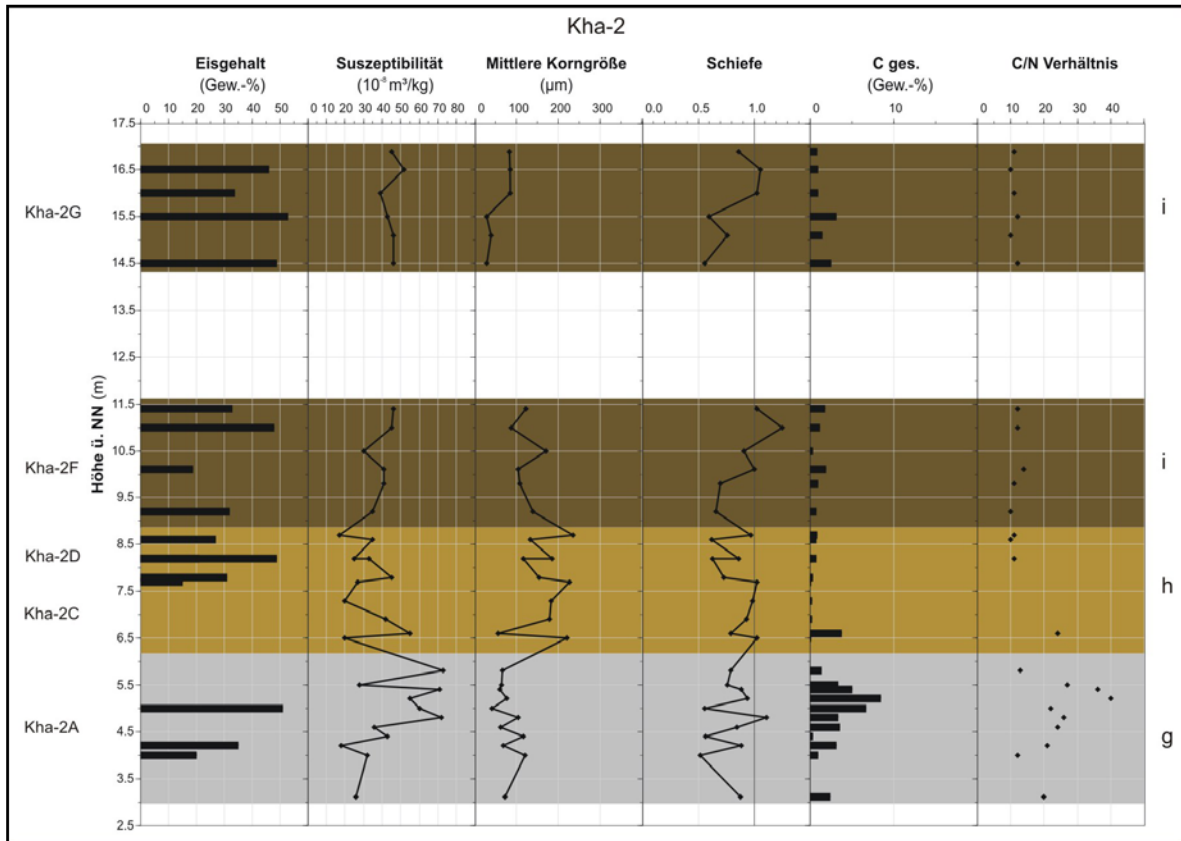 Kha-2
Eisgehalt Suszeptibilität Mittlere Korngröße Schiefe C ges. C/N Verhältnis
(Gew.-%) (10⁻⁸ m³/kg) (µm) (Gew.-%)
0 10 20 30 40 50 0 10 20 30 40 50 60 70 80 0 100 200 300 0.0 0.5 1.0 0 10 0 10 20 30 40
17.5
16.5
Kha-2G 15.5 i
14.5
13.5
12.5
11.5
10.5
Kha-2F i
Höhe ü. NN (m)
9.5
8.5
Kha-2D
7.5 h
Kha-2C
6.5
5.5
Kha-2A 4.5 g
3.5
2.5